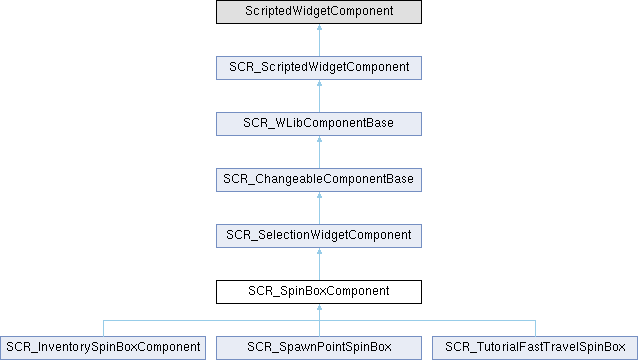 ScriptedWidgetComponent
SCR_ScriptedWidgetComponent
SCR_WLibComponentBase
SCR_ChangeableComponentBase
SCR_SelectionWidgetComponent
SCR_SpinBoxComponent
SCR_InventorySpinBoxComponent
SCR_SpawnPointSpinBox
SCR_TutorialFastTravelSpinBox